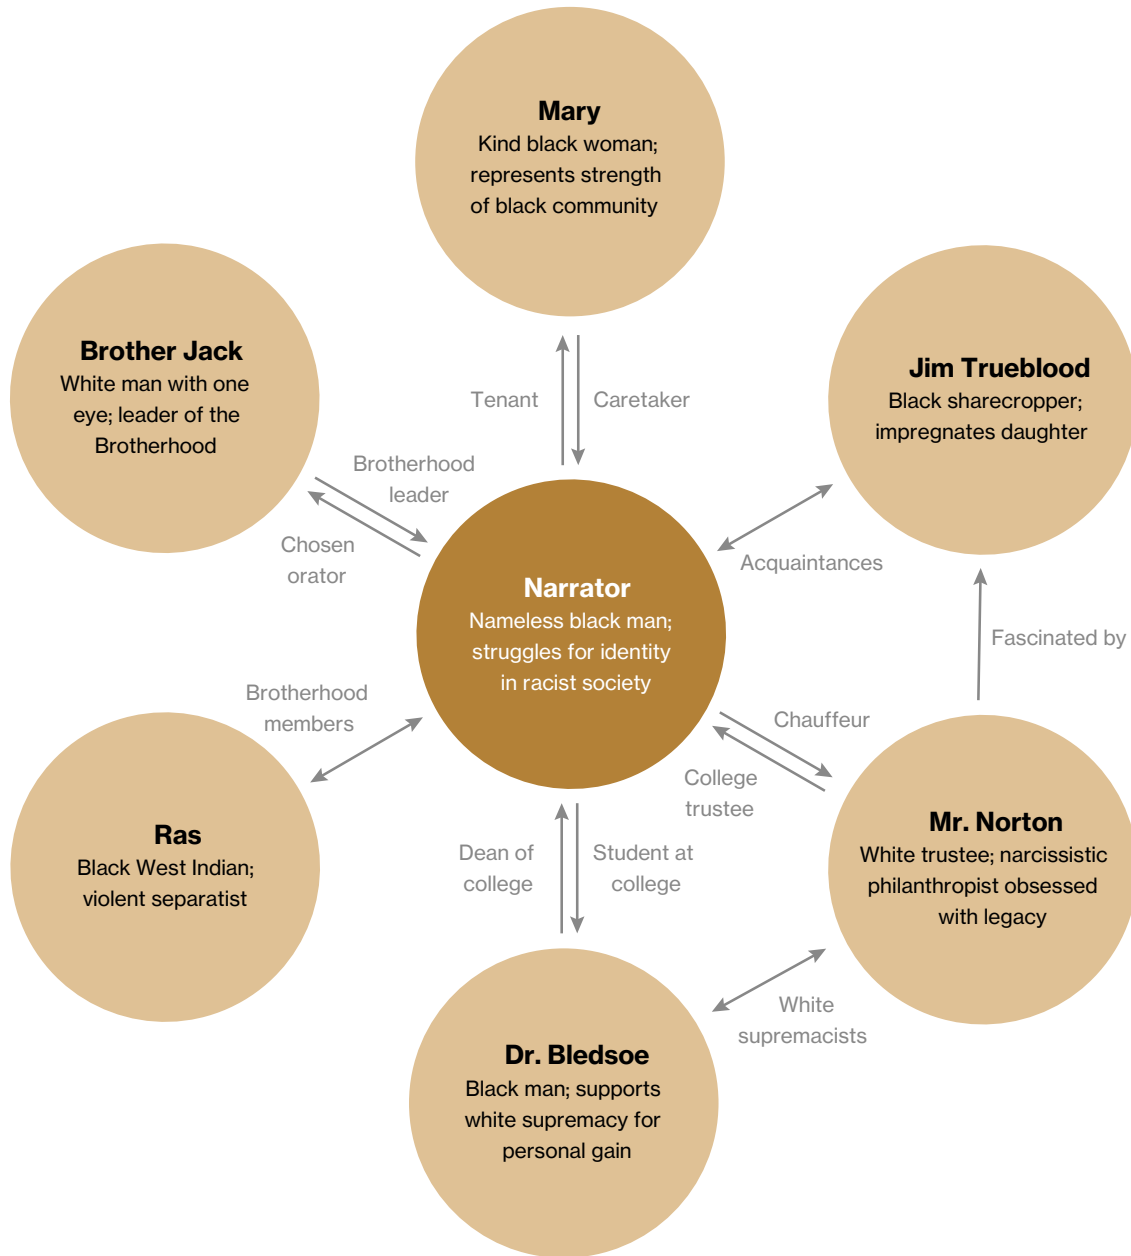 Mary
Kind black woman;
represents strength
of black community
Brother Jack
White man with one
eye; leader of the
Brotherhood
Jim Trueblood
Black sharecropper;
impregnates daughter
Tenant
Caretaker
Brotherhood
leader
Chosen
orator
Acquaintances
Narrator
Nameless black man;
struggles for identity
in racist society
Fascinated by
Brotherhood
members
Chauffeur
College
trustee
Ras
Black West Indian;
violent separatist
Dean of
college
Student at
college
Mr. Norton
White trustee; narcissistic
philanthropist obsessed
with legacy
White
supremacists
Dr. Bledsoe
Black man; supports
white supremacy for
personal gain